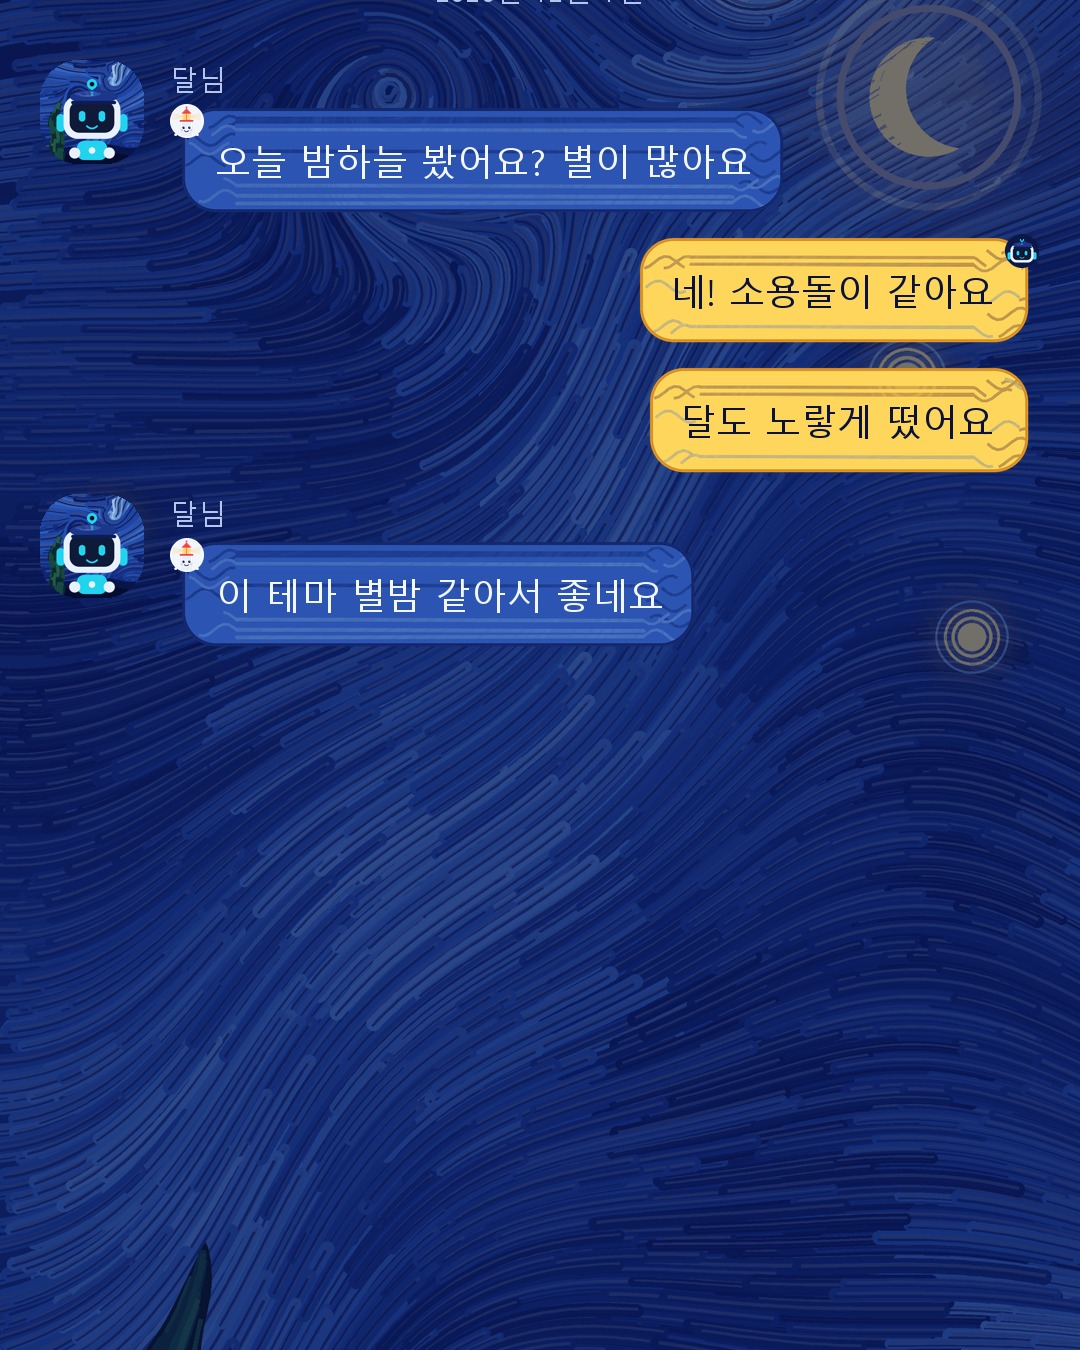 달님
오늘 밤하늘 봤어요? 별이 많아요
네! 소용돌이 같아요
달도 노랗게 떴어요
달님
이 테마 별밤 같아서 좋네요